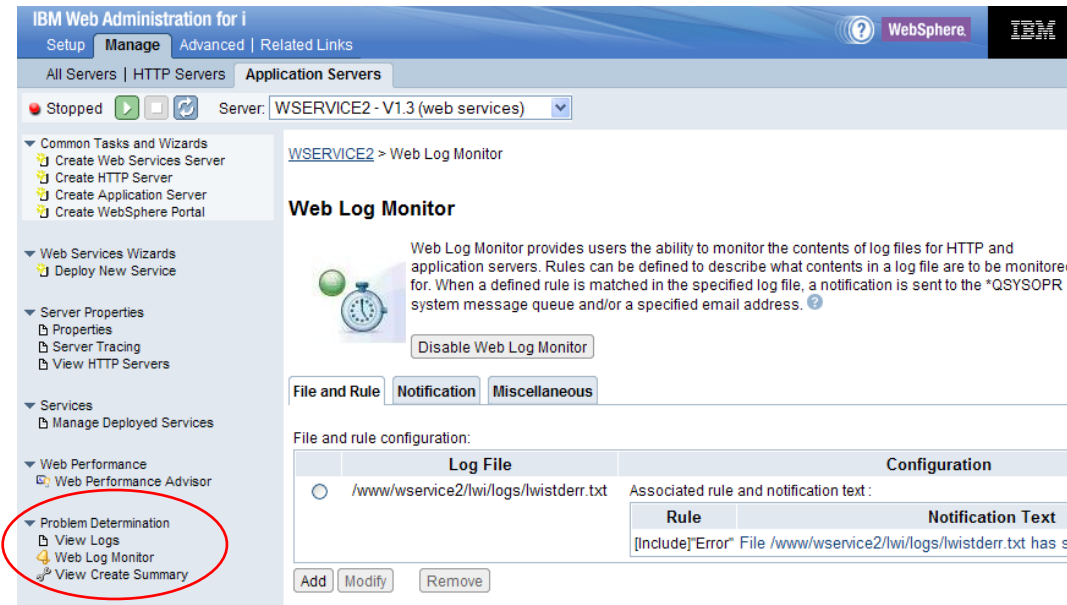 IBM Web Administration for i
Setup Manage Advanced | Related Links
WebSphere.
IBM
All Servers | HTTP Servers Application Servers
Stopped Server: WSERVICE2 - V1.3 (web services)
Common Tasks and Wizards
Create Web Services Server
Create HTTP Server
Create Application Server
Create WebSphere Portal
Web Services Wizards
Deploy New Service
Server Properties
Properties
Server Tracing
View HTTP Servers
Services
Manage Deployed Services
Web Performance
Web Performance Advisor
Problem Determination
View Logs
Web Log Monitor
View Create Summary
WSERVICE2 > Web Log Monitor
Web Log Monitor
Web Log Monitor provides users the ability to monitor the contents of log files for HTTP and
application servers. Rules can be defined to describe what contents in a log file are to be monitored
for. When a defined rule is matched in the specified log file, a notification is sent to the *QSYSOPR
system message queue and/or a specified email address. ?
Disable Web Log Monitor
File and Rule Notification Miscellaneous
File and rule configuration:
Log File Configuration
/www/wservice2/lwi/logs/lwistderr.txt Associated rule and notification text :
Rule Notification Text
[Include]"Error" File /www/wservice2/lwi/logs/lwistderr.txt has s
Add Modify Remove